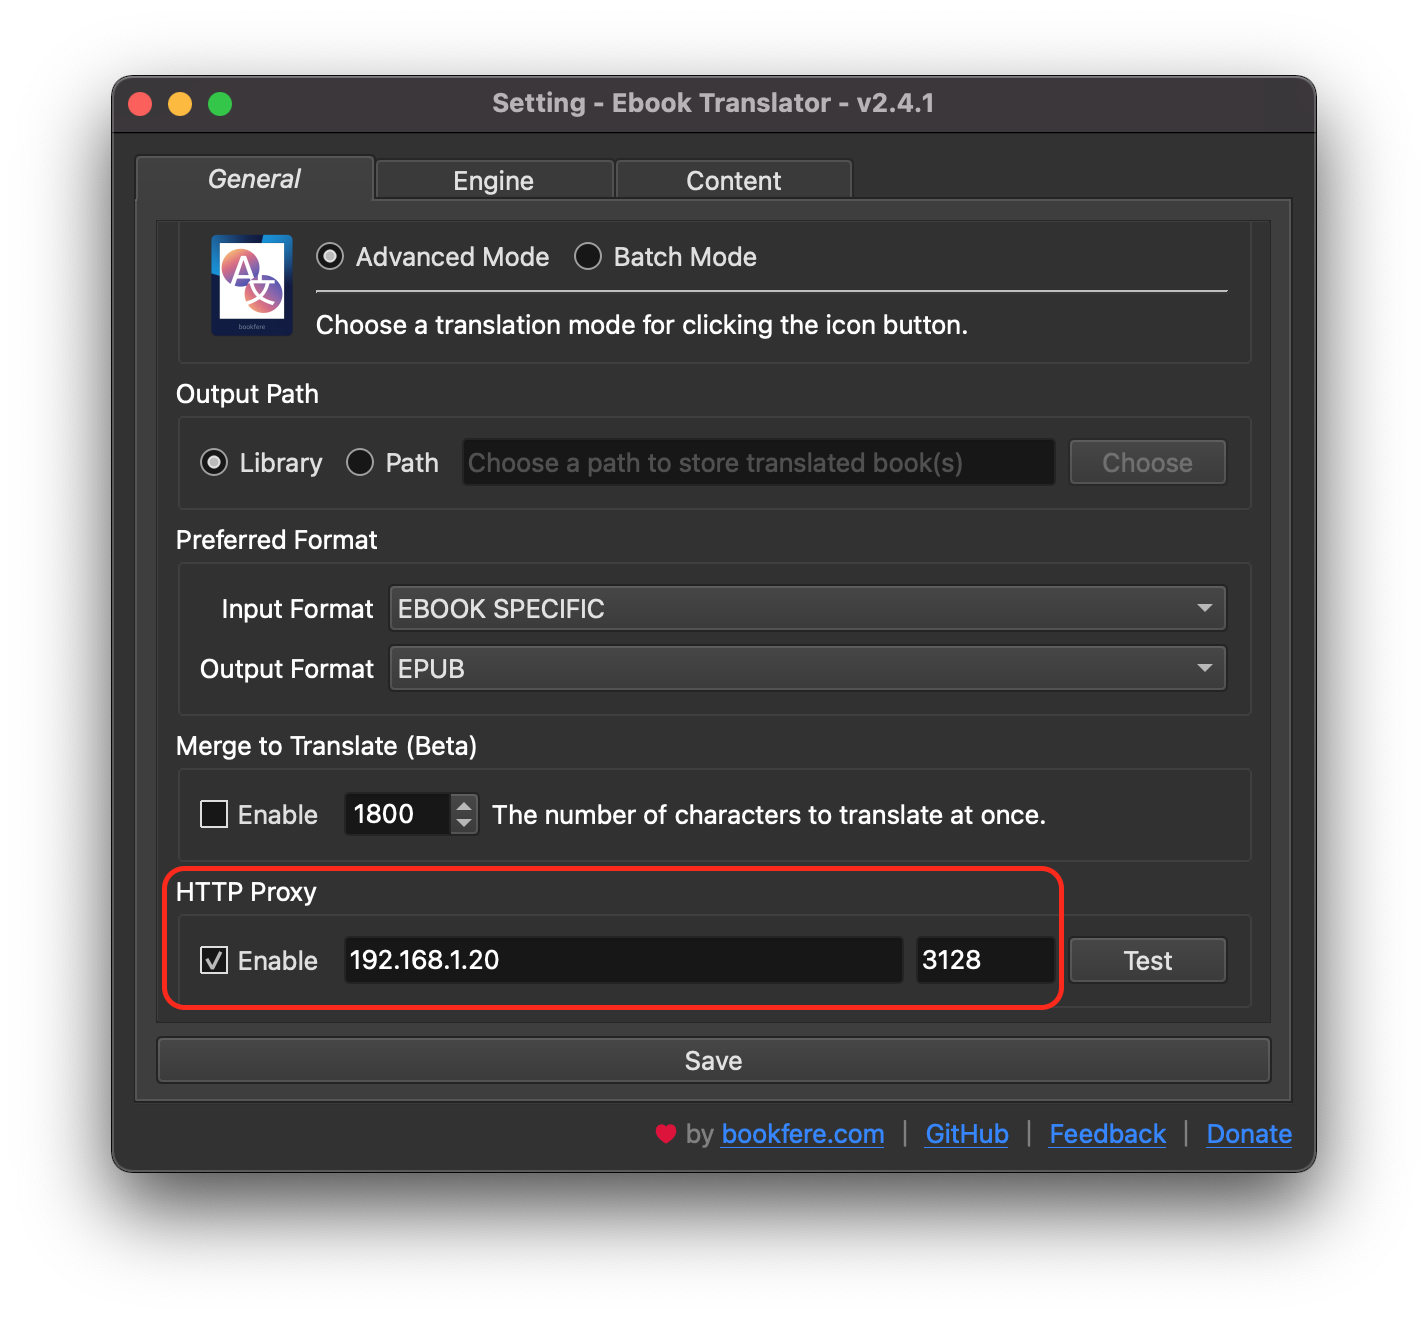 Setting - Ebook Translator - v2.4.1
General Engine Content
Advanced Mode Batch Mode
A文
bookfere
Choose a translation mode for clicking the icon button.
Output Path
Library Path Choose a path to store translated book(s) Choose
Preferred Format
Input Format EBOOK SPECIFIC
Output Format EPUB
Merge to Translate (Beta)
Enable 1800 The number of characters to translate at once.
HTTP Proxy
Enable 192.168.1.20 3128 Test
Save
by bookfere.com | GitHub | Feedback | Donate